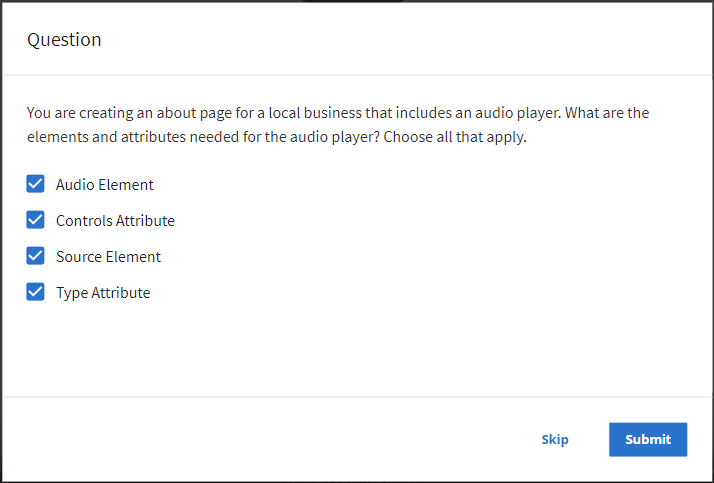 Question
You are creating an about page for a local business that includes an audio player. What are the
elements and attributes needed for the audio player? Choose all that apply.
Audio Element
Controls Attribute
Source Element
Type Attribute
Skip
Submit